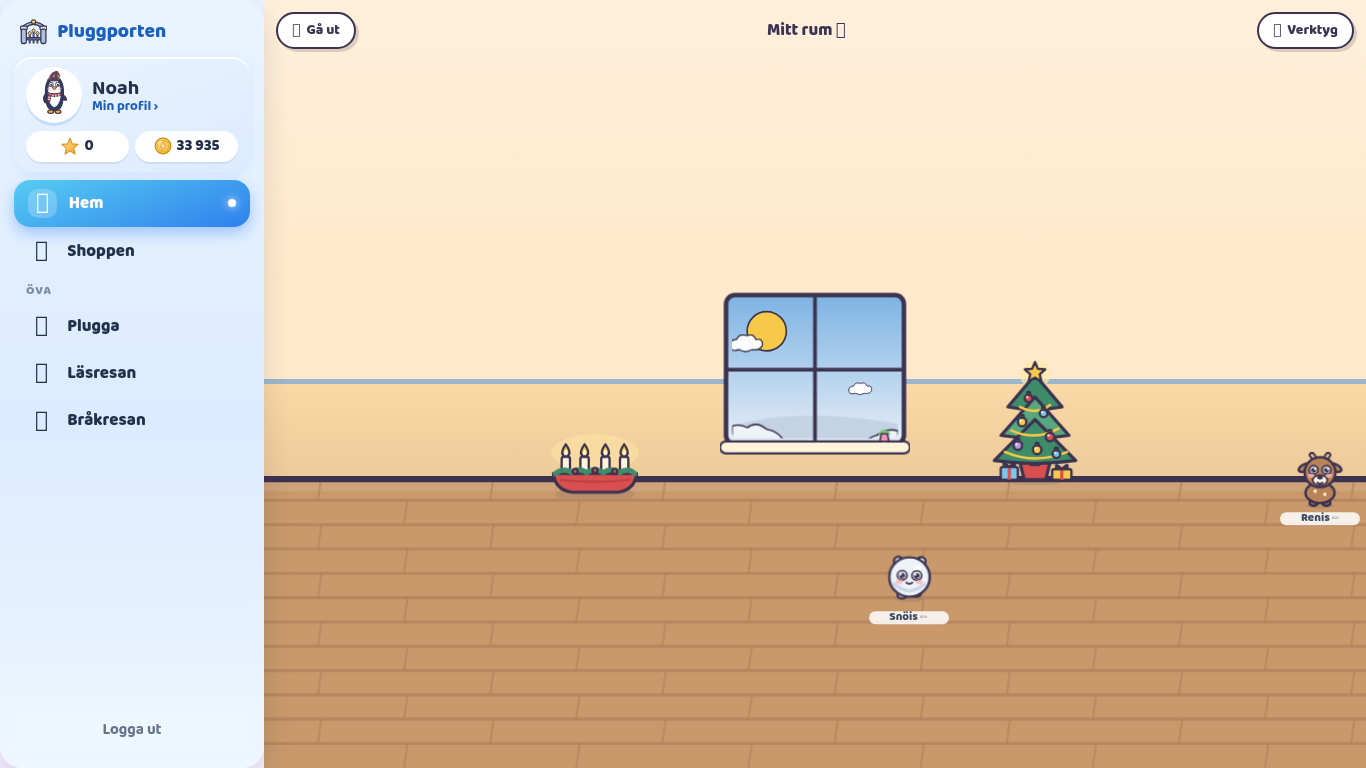 Pluggporten
Noah
Min profil ›
0
33 935
Hem
Shoppen
ÖVA
Plugga
Läsresan
Bråkresan
Logga ut
Gå ut
Mitt rum
Verktyg
Renis
Snöis